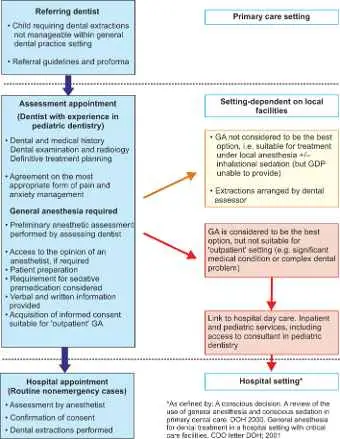 Referring dentist
• Child requiring dental extractions
not manageable within general
dental practice setting
• Referral guidelines and proforma
Primary care setting
Assessment appointment
(Dentist with experience in
pediatric dentistry)
• Dental and medical history
Dental examination and radiology
Definitive treatment planning
• Agreement on the most
appropriate form of pain and
anxiety management
General anesthesia required
• Preliminary anesthetic assessment
performed by assessing dentist
• Access to the opinion of an
anesthetist, if required
• Patient preparation
• Requirement for sedative
premedication considered
• Verbal and written information
provided
• Acquisition of informed consent
suitable for 'outpatient' GA
Setting-dependent on local
facilities
• GA not considered to be the best
option, i.e. suitable for treatment
under local anesthesia +/–
inhalational sedation (but GDP
unable to provide)
• Extractions arranged by dental
assessor
GA is considered to be the best
option, but not suitable for
'outpatient' setting (e.g. significant
medical condition or complex dental
problem)
Link to hospital day care. Inpatient
and pediatric services, including
access to consultant in pediatric
dentistry
Hospital appointment
(Routine nonemergency cases)
• Assessment by anesthetist
• Confirmation of consent
• Dental extractions performed
Hospital setting*
*As defined by; A conscious decision. A review of the
use of general anesthesia and conscious sedation in
primary dental care. DOH 2000. General anesthesia
for dental treatment in a hospital setting with critical
care facilities. CDO letter DOH; 2001